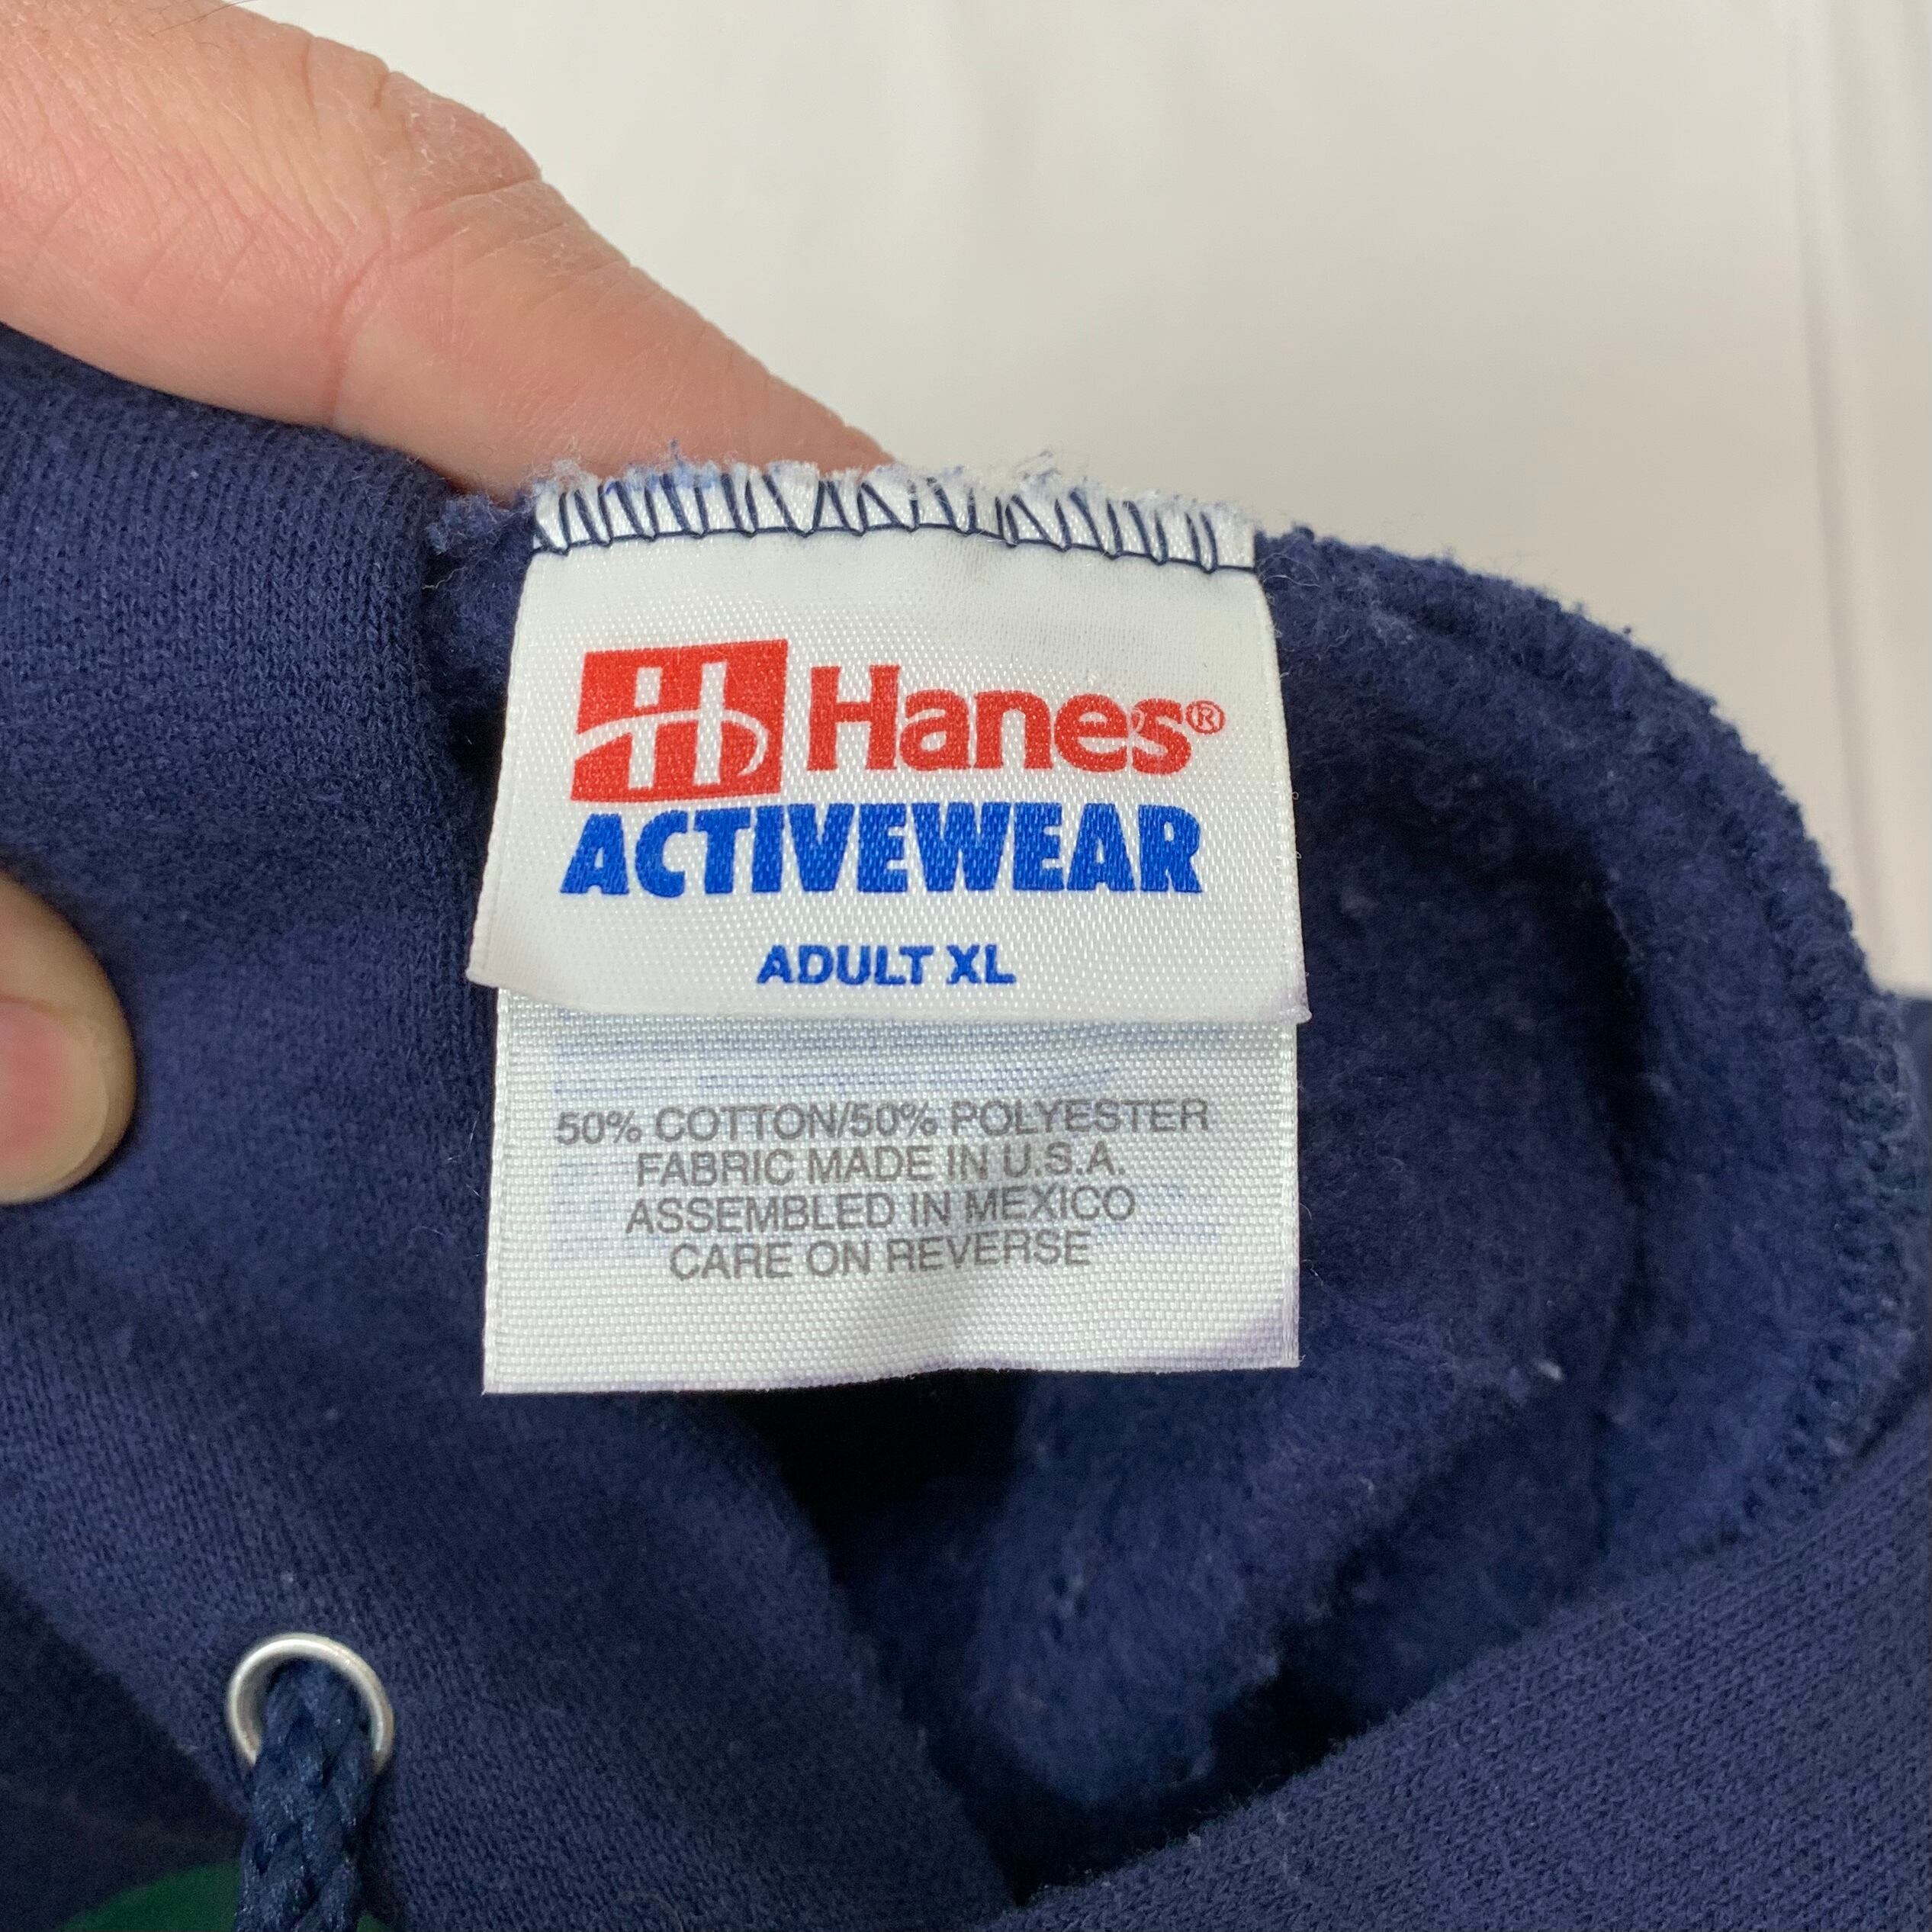 H Hanes®
ACTIVEWEAR
ADULT XL
50% COTTON/50% POLYESTER
FABRIC MADE IN U.S.A.
ASSEMBLED IN MEXICO
CARE ON REVERSE